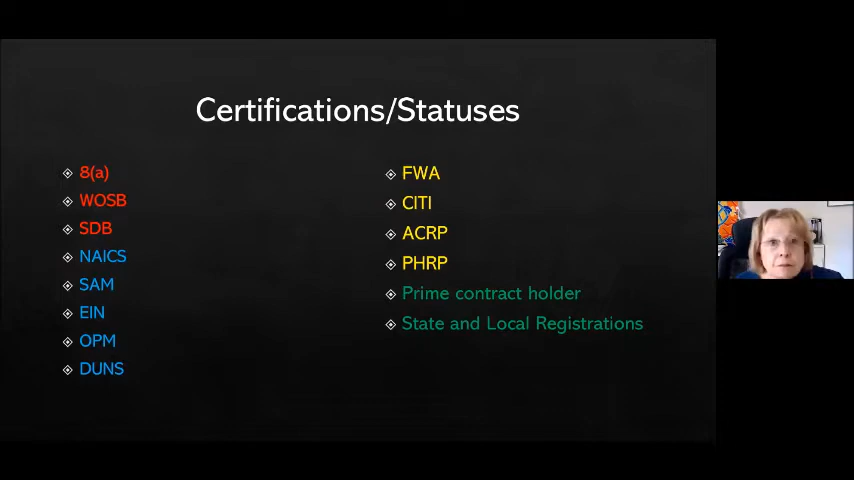 Certifications/Statuses
8(a)
WOSB
SDB
NAICS
SAM
EIN
OPM
DUNS
FWA
CITI
ACRP
PHRP
Prime contract holder
State and Local Registrations